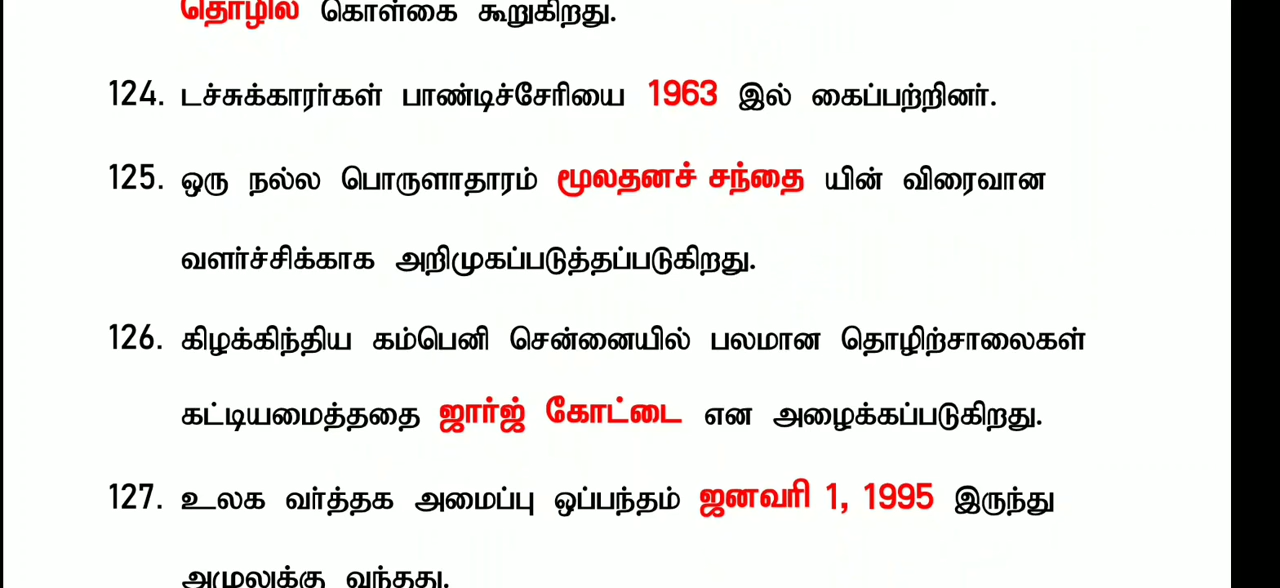 தொழில் கொள்கை கூறுகிறது.
124. டச்சுக்காரர்கள் பாண்டிச்சேரியை 1963 இல் கைப்பற்றினர்.
125. ஒரு நல்ல பொருளாதாரம் மூலதனச் சந்தை யின் விரைவான
வளர்ச்சிக்காக அறிமுகப்படுத்தப்படுகிறது.
126. கிழக்கிந்திய கம்பெனி சென்னையில் பலமான தொழிற்சாலைகள்
கட்டியமைத்ததை ஜார்ஜ் கோட்டை என அழைக்கப்படுகிறது.
127. உலக வர்த்தக அமைப்பு ஒப்பந்தம் ஜனவரி 1, 1995 இருந்து
அமுலுக்கு வந்தது.